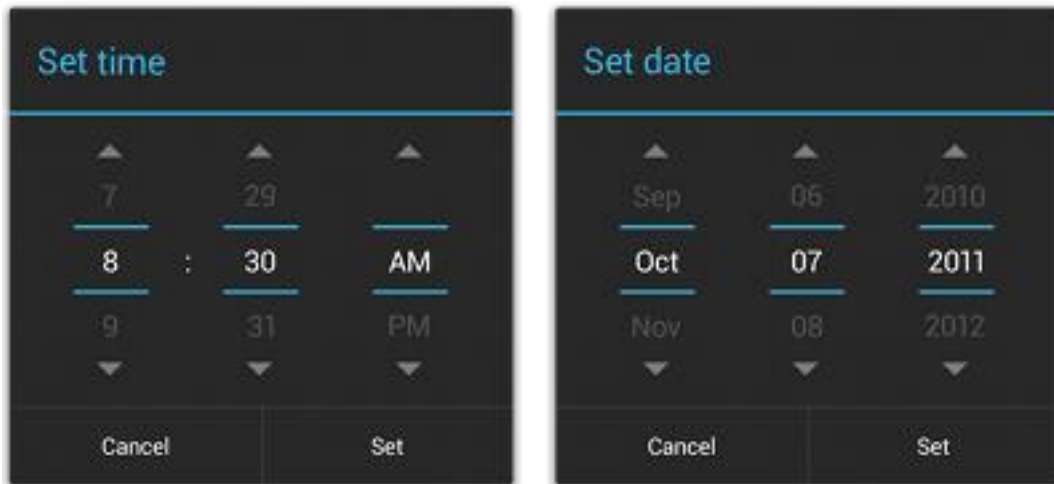 Set time
7 29
8 : 30 AM
9 31 PM
Cancel Set
Set date
Sep 06 2010
Oct 07 2011
Nov 08 2012
Cancel Set